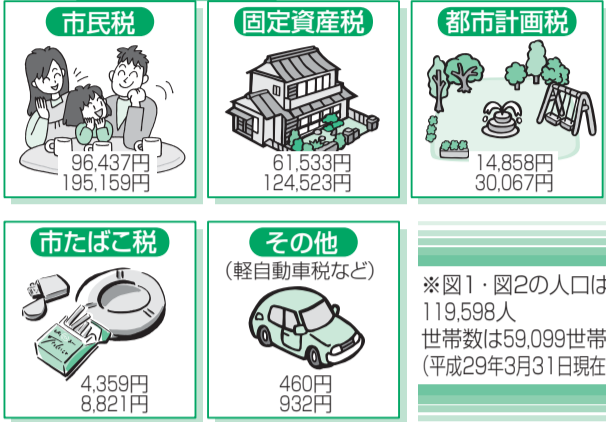 市民税
96,437円
195,159円
固定資産税
61,533円
124,523円
都市計画税
14,858円
30,067円
市たばこ税
4,359円
8,821円
その他
(軽自動車税など)
460円
932円
※図1・図2の人口は
119,598人
世帯数は59,099世帯
(平成29年3月31日現在